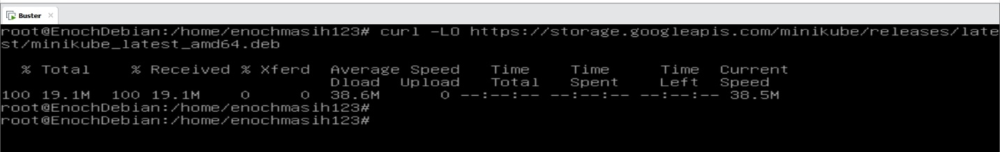 Buster ×
root@EnochDebian:/home/enochmasih123# curl -LO https://storage.googleapis.com/minikube/releases/late
st/minikube_latest_amd64.deb
% Total % Received % Xferd Average Speed Time Time Time Current
Dload Upload Total Spent Left Speed
100 19.1M 100 19.1M 0 0 38.6M 0 --:--:-- --:--:-- --:--:-- 38.5M
root@EnochDebian:/home/enochmasih123#
root@EnochDebian:/home/enochmasih123#